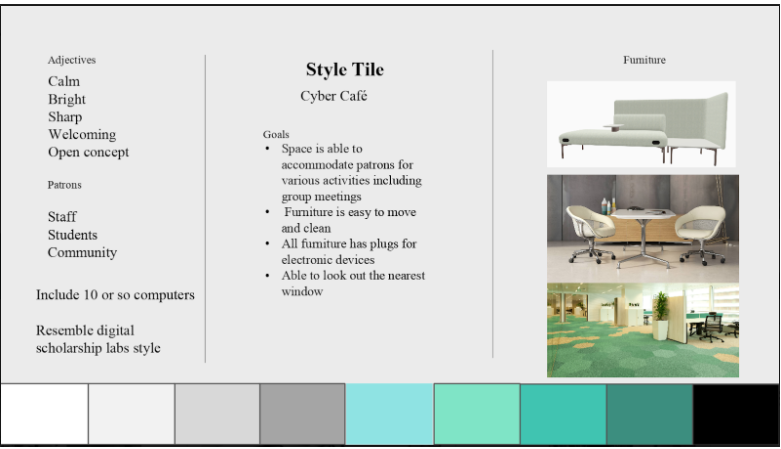 Adjectives
Calm
Bright
Sharp
Welcoming
Open concept
Patrons
Staff
Students
Community
Include 10 or so computers
Resemble digital
scholarship labs style
Style Tile
Cyber Café
Goals
• Space is able to
accommodate patrons for
various activities including
group meetings
• Furniture is easy to move
and clean
• All furniture has plugs for
electronic devices
• Able to look out the nearest
window
Furniture